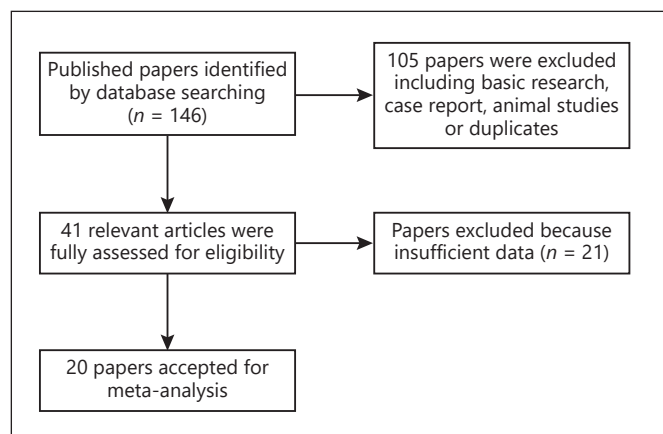 Published papers identified
by database searching
(n = 146)
105 papers were excluded
including basic research,
case report, animal studies
or duplicates
41 relevant articles were
fully assessed for eligibility
Papers excluded because
insufficient data (n = 21)
20 papers accepted for
meta-analysis